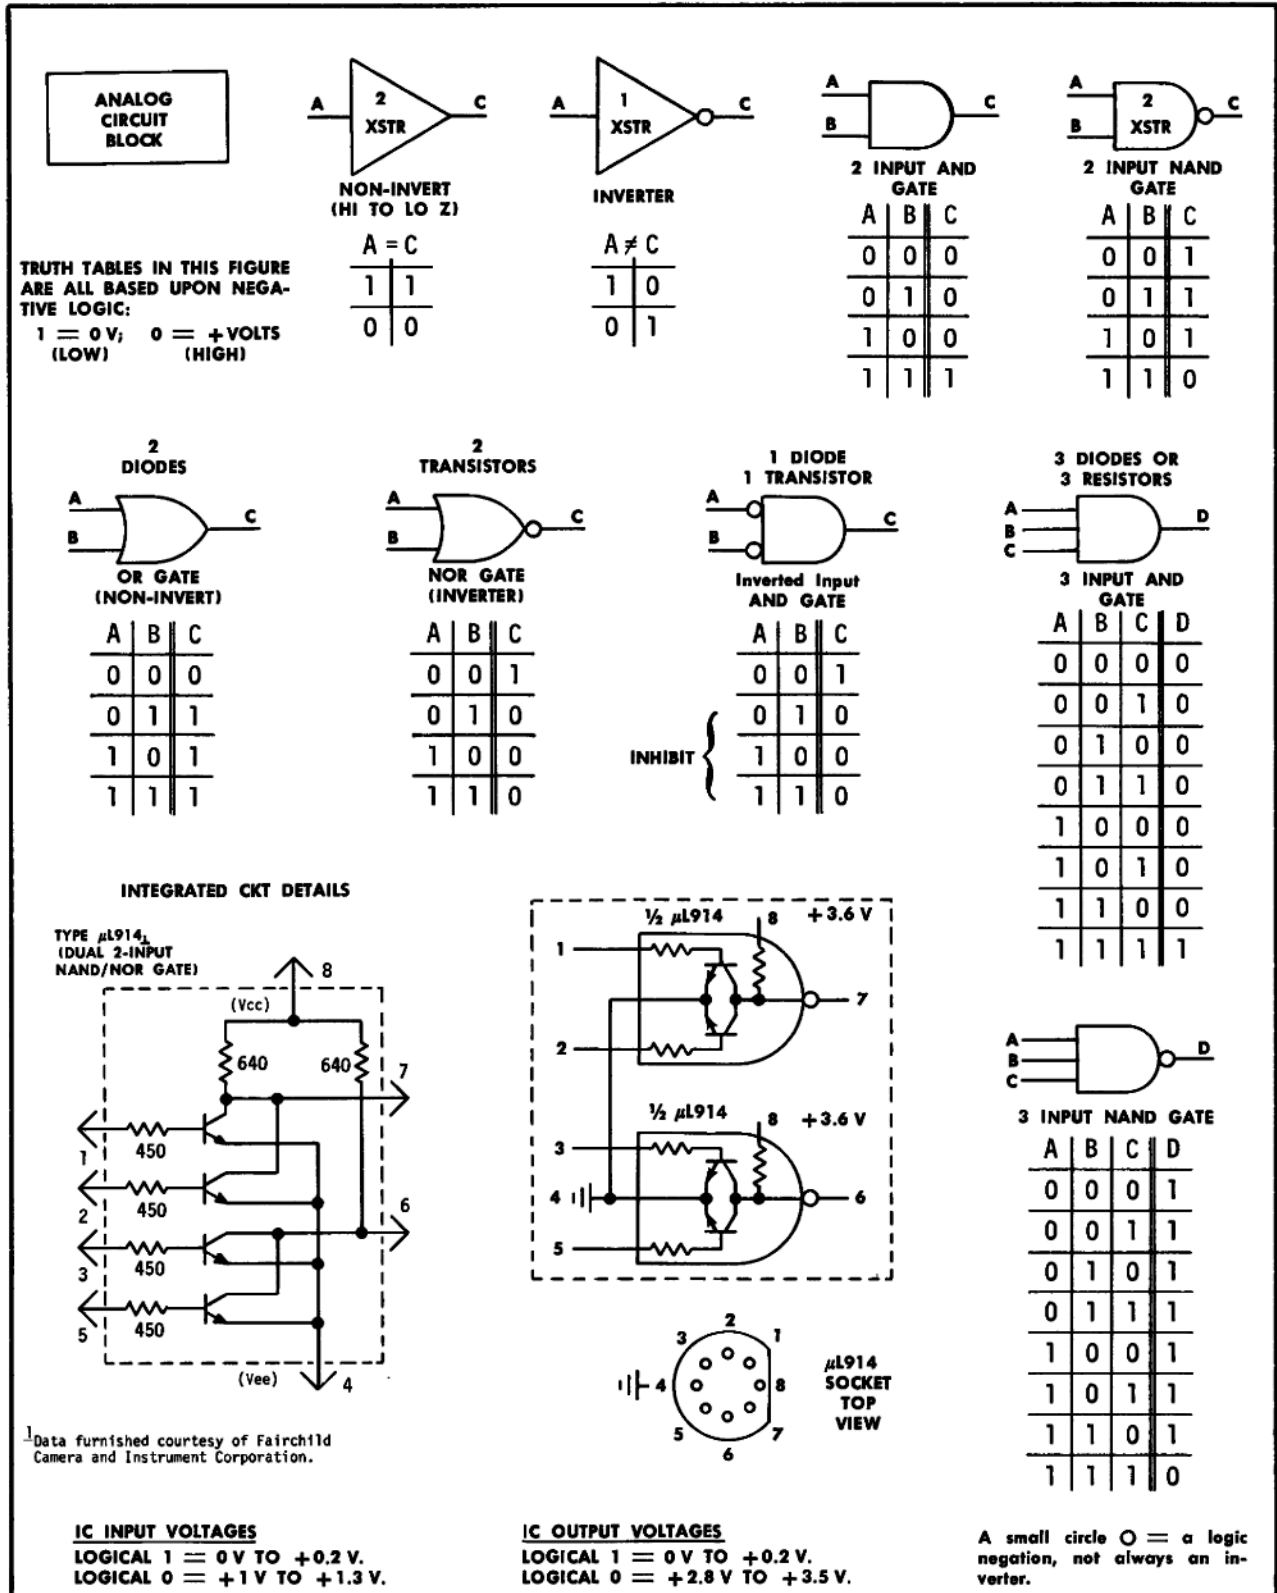 ANALOG
CIRCUIT
BLOCK
A 2 XSTR C
NON-INVERT
(HI TO LO Z)
A = C
1 1
0 0
A 1 XSTR C
INVERTER
A ≠ C
1 0
0 1
A B C
2 INPUT AND
GATE
A B C
0 0 0
0 1 0
1 0 0
1 1 1
A B 2 XSTR C
2 INPUT NAND
GATE
A B C
0 0 1
0 1 1
1 0 1
1 1 0
TRUTH TABLES IN THIS FIGURE
ARE ALL BASED UPON NEGA-
TIVE LOGIC:
1 = 0 V; 0 = + VOLTS
(LOW) (HIGH)
2
DIODES
A B C
OR GATE
(NON-INVERT)
A B C
0 0 0
0 1 1
1 0 1
1 1 1
2
TRANSISTORS
A B C
NOR GATE
(INVERTER)
A B C
0 0 1
0 1 0
1 0 0
1 1 0
1 DIODE
1 TRANSISTOR
A B C
Inverted Input
AND GATE
A B C
0 0 1
0 1 0
1 0 0
1 1 0
INHIBIT
3 DIODES OR
3 RESISTORS
A B C D
3 INPUT AND
GATE
A B C D
0 0 0 0
0 0 1 0
0 1 0 0
0 1 1 0
1 0 0 0
1 0 1 0
1 1 0 0
1 1 1 1
INTEGRATED CKT DETAILS
TYPE µL914 1
(DUAL 2-INPUT
NAND/NOR GATE)
8
(Vcc)
640 640
7
1 450
2 450
6
3 450
5 450
(Vee) 4
1 Data furnished courtesy of Fairchild
Camera and Instrument Corporation.
½ µL914 8 +3.6 V
1
7
2
½ µL914 8 +3.6 V
3
4 6
5
2
3 1
4 8
5 7
6
µL914
SOCKET
TOP
VIEW
A B C D
3 INPUT NAND GATE
A B C D
0 0 0 1
0 0 1 1
0 1 0 1
0 1 1 1
1 0 0 1
1 0 1 1
1 1 0 1
1 1 1 0
IC INPUT VOLTAGES
LOGICAL 1 = 0 V TO +0.2 V.
LOGICAL 0 = +1 V TO +1.3 V.
IC OUTPUT VOLTAGES
LOGICAL 1 = 0 V TO +0.2 V.
LOGICAL 0 = +2.8 V TO +3.5 V.
A small circle O = a logic
negation, not always an in-
verter.